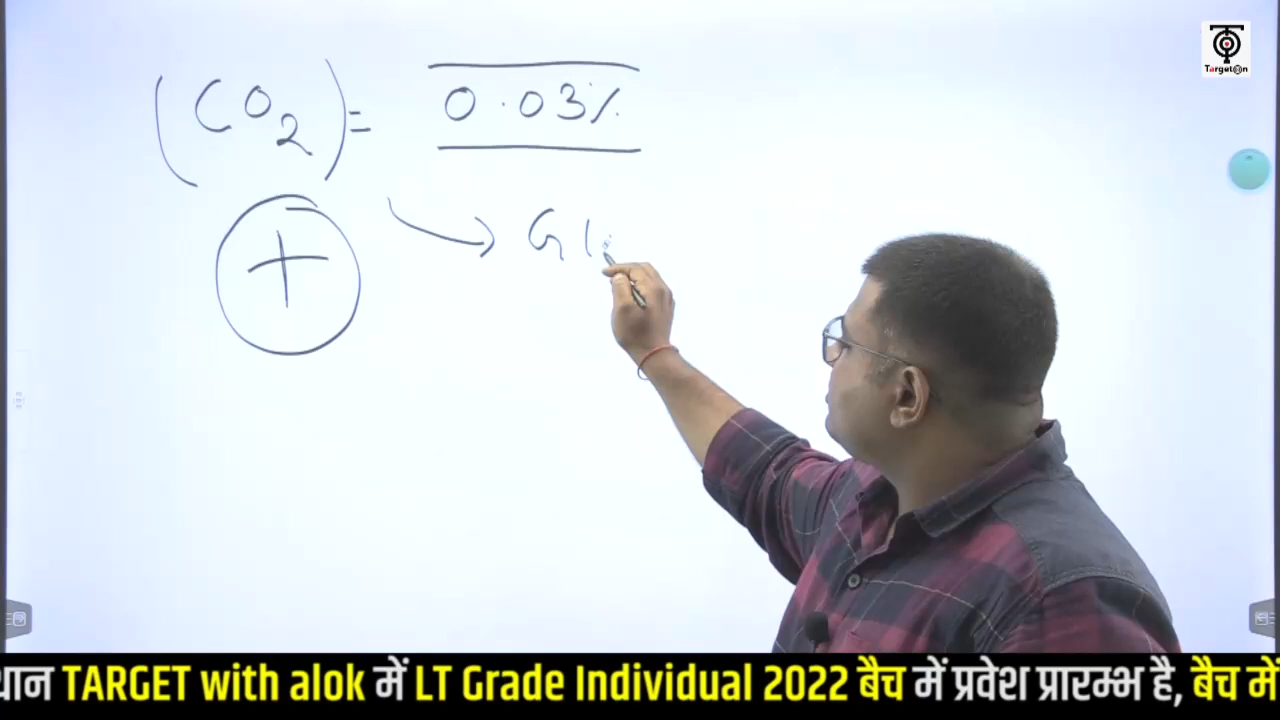 Target@n
(CO2) = 0.03%
+
→ Gl
थान TARGET with alok में LT Grade Individual 2022 बैच में प्रवेश प्रारम्भ है, बैच में